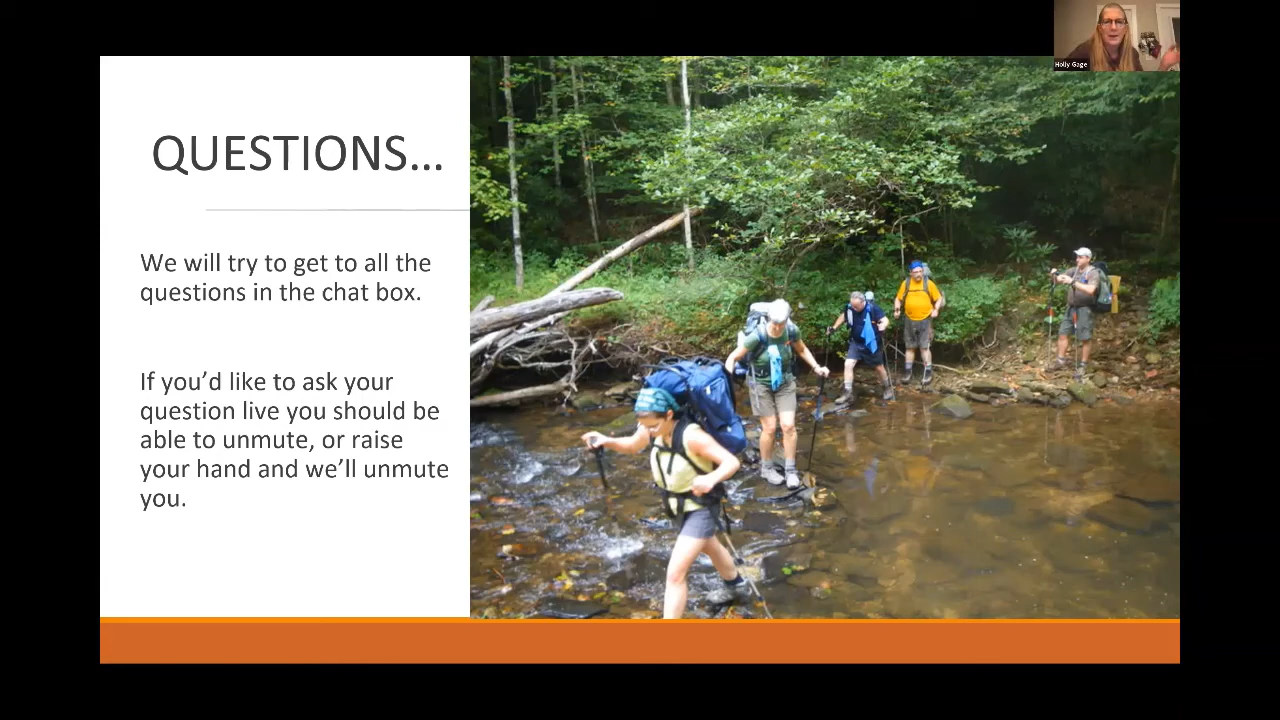 Holly Gage
QUESTIONS...
We will try to get to all the
questions in the chat box.
If you’d like to ask your
question live you should be
able to unmute, or raise
your hand and we’ll unmute
you.